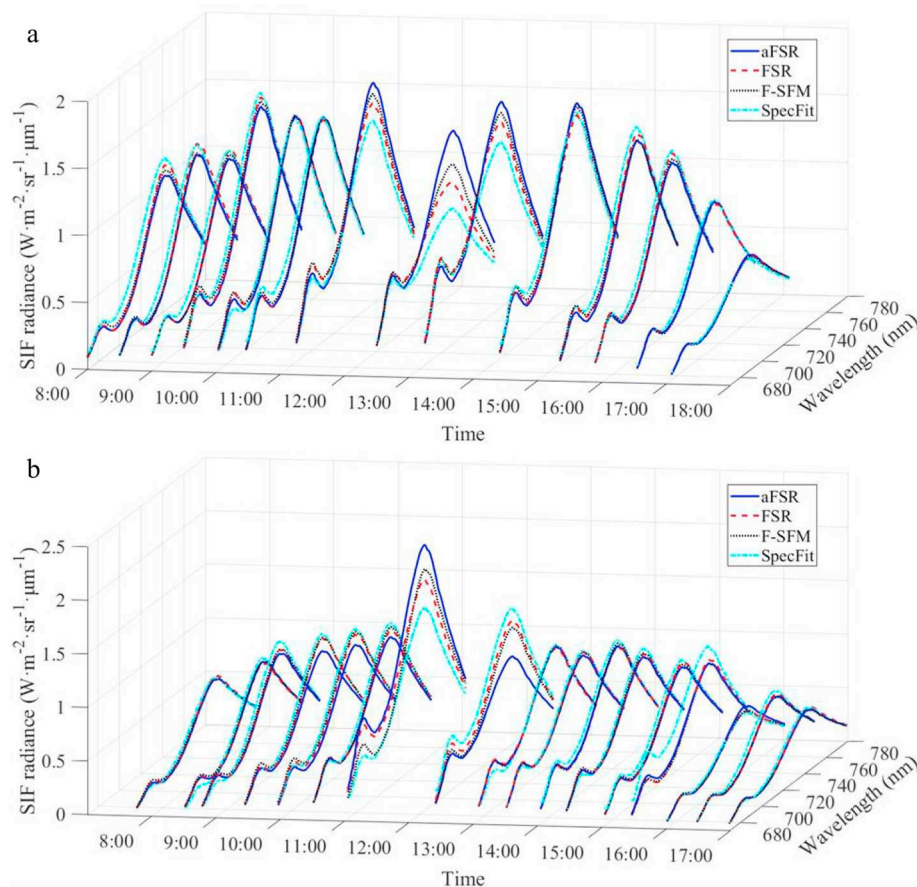 a
aFSR
FSR
F-SFM
SpecFit
2
1.5
1
0.5
0
SIF radiance (W·m⁻²·sr⁻¹·μm⁻¹)
8:00
9:00
10:00
11:00
12:00
13:00
14:00
15:00
16:00
17:00
18:00
Time
680
700
720
740
760
780
Wavelength (nm)
b
aFSR
FSR
F-SFM
SpecFit
2.5
2
1.5
1
0.5
0
SIF radiance (W·m⁻²·sr⁻¹·μm⁻¹)
8:00
9:00
10:00
11:00
12:00
13:00
14:00
15:00
16:00
17:00
Time
680
700
720
740
760
780
Wavelength (nm)